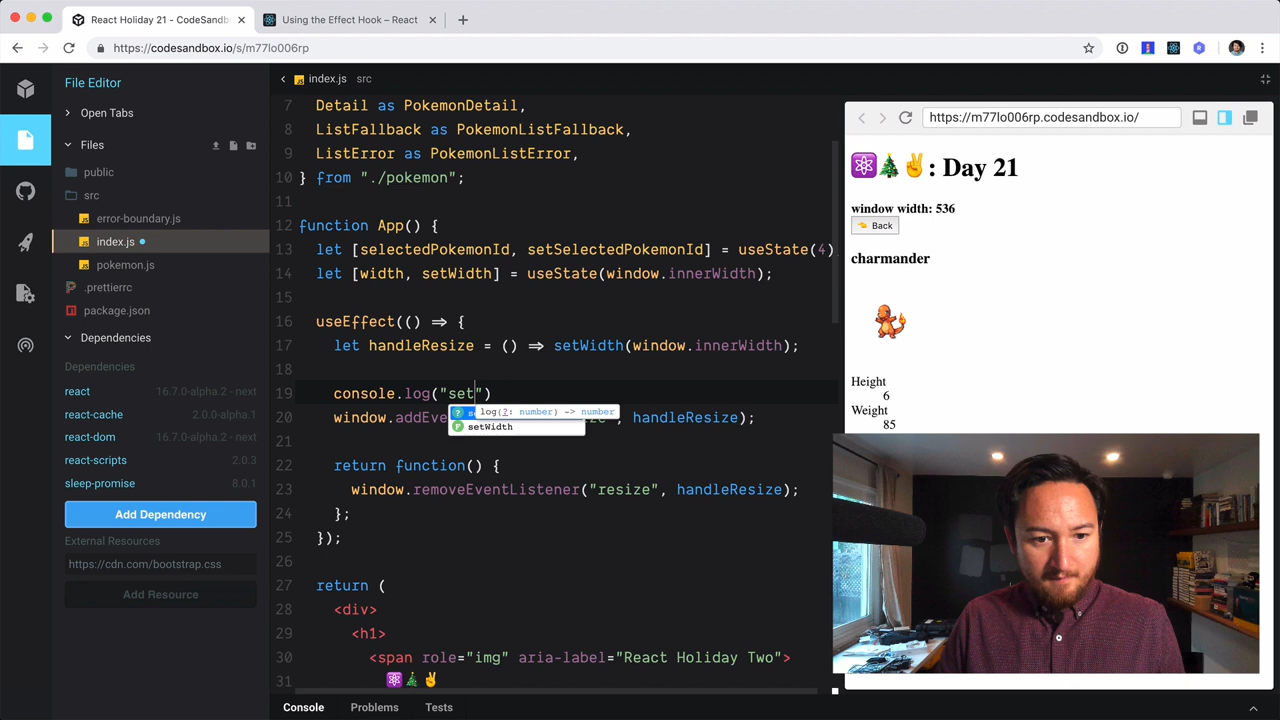 React Holiday 21 - CodeSandb
Using the Effect Hook – React
https://codesandbox.io/s/m77lo006rp
File Editor
Open Tabs
Files
public
src
error-boundary.js
index.js
pokemon.js
.prettierrc
package.json
Dependencies
Dependencies
react 16.7.0-alpha.2
react-cache 2.0.0-alpha.1
react-dom 16.7.0-alpha.2
react-scripts 2.0.3
sleep-promise 8.0.1
Add Dependency
External Resources
https://cdn.com/bootstrap.css
Add Resource
index.js src
7 Detail as PokemonDetail,
8 ListFallback as PokemonListFallback,
9 ListError as PokemonListError,
10 } from "./pokemon";
11
12 function App() {
13 let [selectedPokemonId, setSelectedPokemonId] = useState(4)
14 let [width, setWidth] = useState(window.innerWidth);
15
16 useEffect(() => {
17 let handleResize = () => setWidth(window.innerWidth);
18
19 console.log("set")
log(?: number) -> number
20 window.addEve , handleResize);
setWidth
21
22 return function() {
23 window.removeEventListener("resize", handleResize);
24 };
25 });
26
27 return (
28 <div>
29 <h1>
30 <span role="img" aria-label="React Holiday Two">
31 ⚛️🎄✌️
Console Problems Tests
https://m77lo006rp.codesandbox.io/
⚛️🎄✌️: Day 21
window width: 536
👈 Back
charmander
Height
6
Weight
85